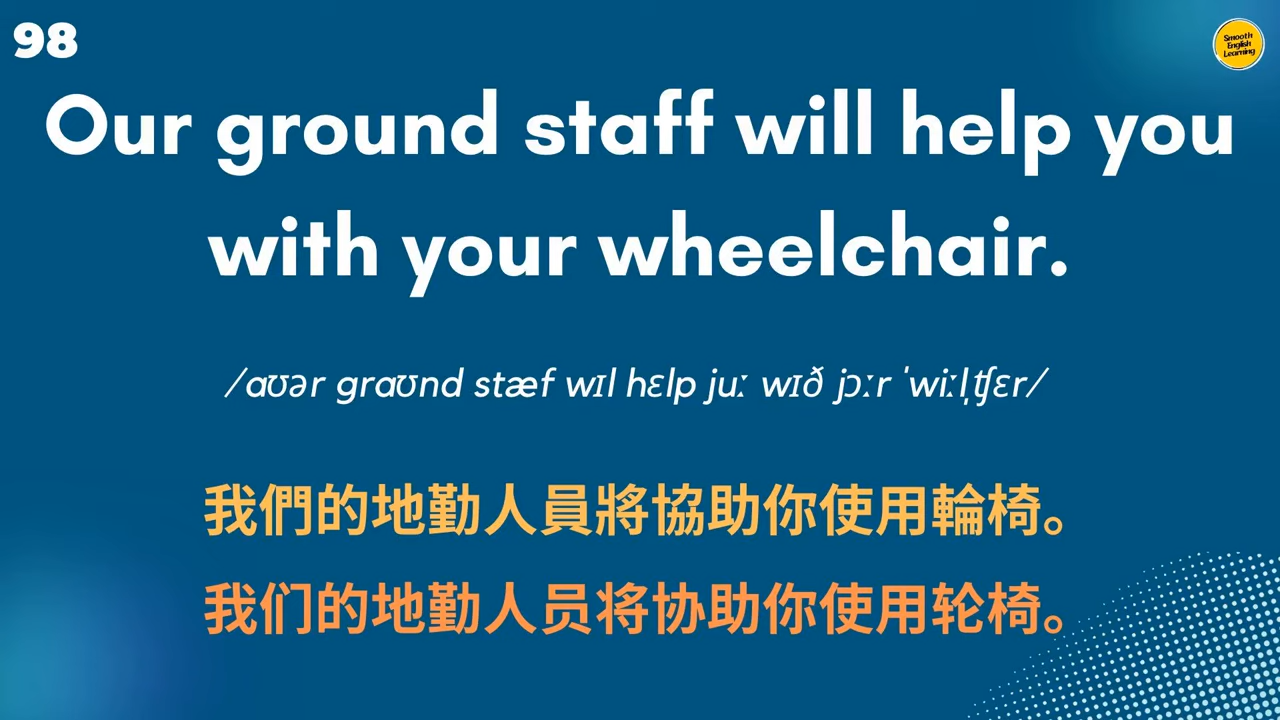 98
Smooth
English
Learning
Our ground staff will help you
with your wheelchair.
/aʊər graʊnd stæf wɪl hɛlp juː wɪð jɔːr ˈwiːlˌʧɛr/
我們的地勤人員將協助你使用輪椅。
我们的地勤人员将协助你使用轮椅。